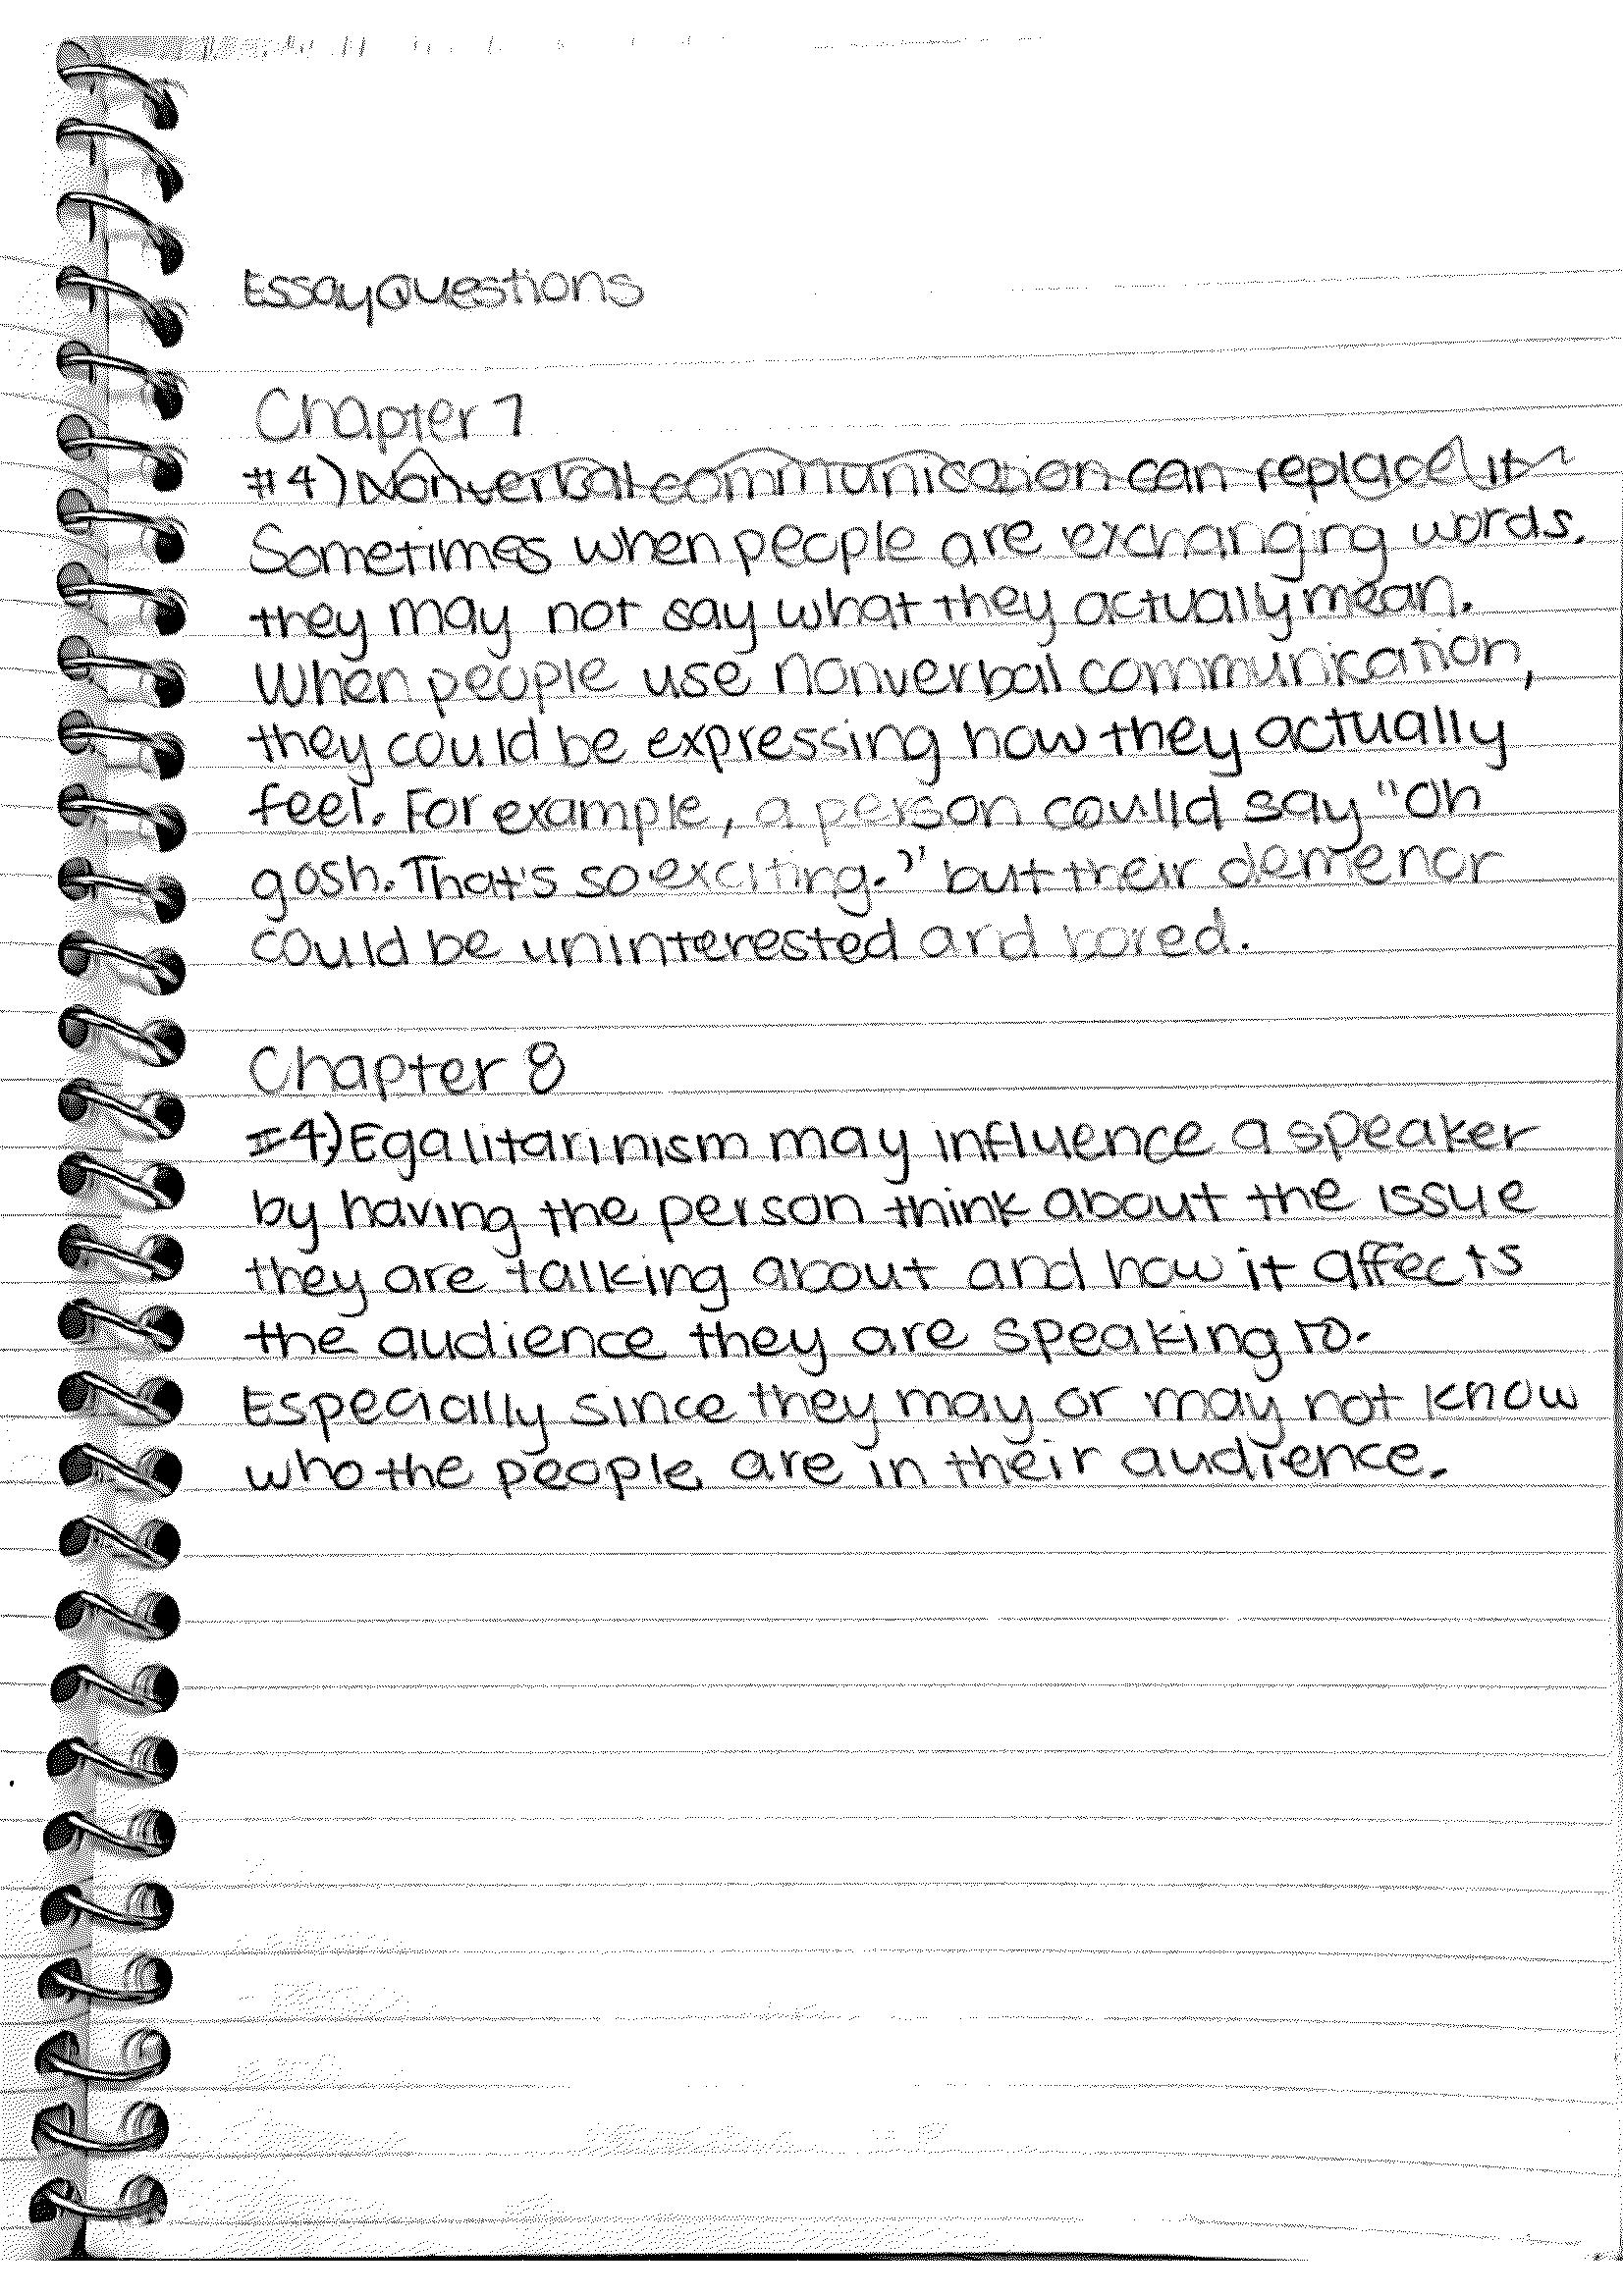 Essay Questions
Chapter 7
#4) Nonverbal communication can replace it
Sometimes when people are exchanging words.
they may not say what they actually mean.
When people use nonverbal communication,
they could be expressing how they actually
feel. For example, a person could say "Oh
gosh. That's so exciting." but their demenor
could be uninterested and bored.
Chapter 8
#4) Egalitarinism may influence a speaker
by having the person think about the issue
they are talking about and how it affects
the audience they are speaking to.
Especially since they may or may not know
who the people are in their audience.